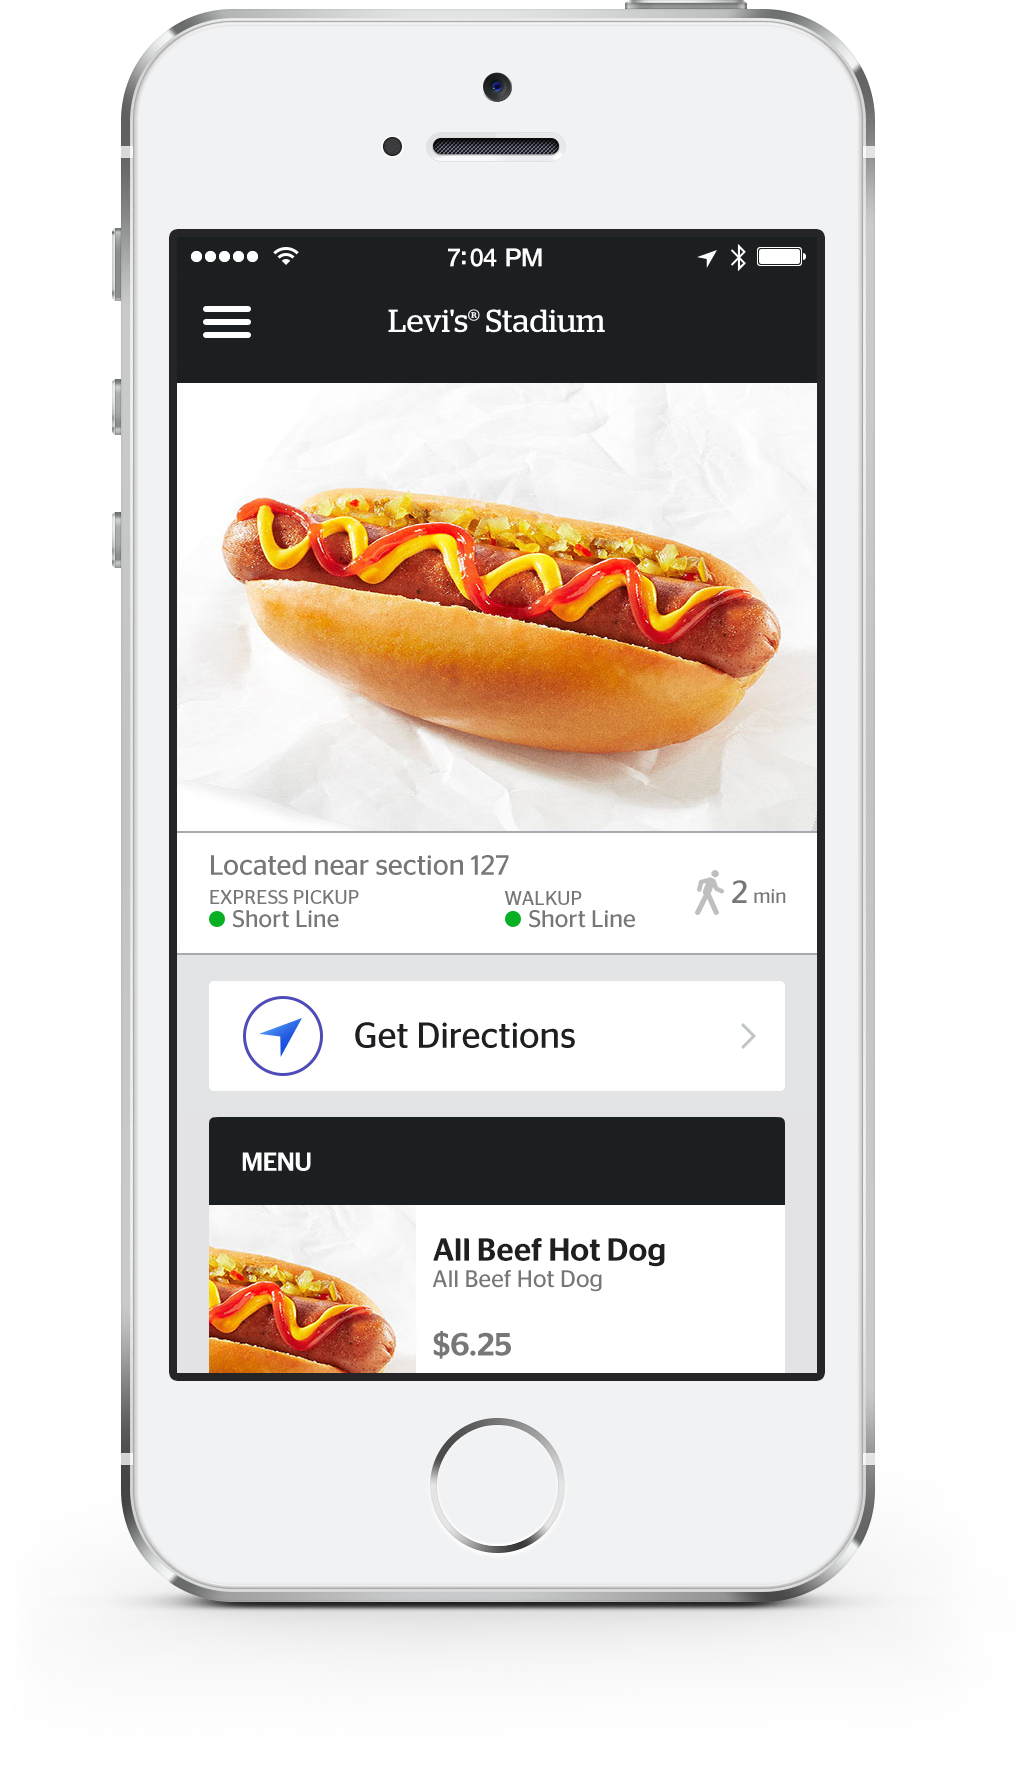 7:04 PM
Levi's® Stadium
Located near section 127
EXPRESS PICKUP
Short Line
WALKUP
Short Line
2 min
Get Directions
MENU
All Beef Hot Dog
All Beef Hot Dog
$6.25